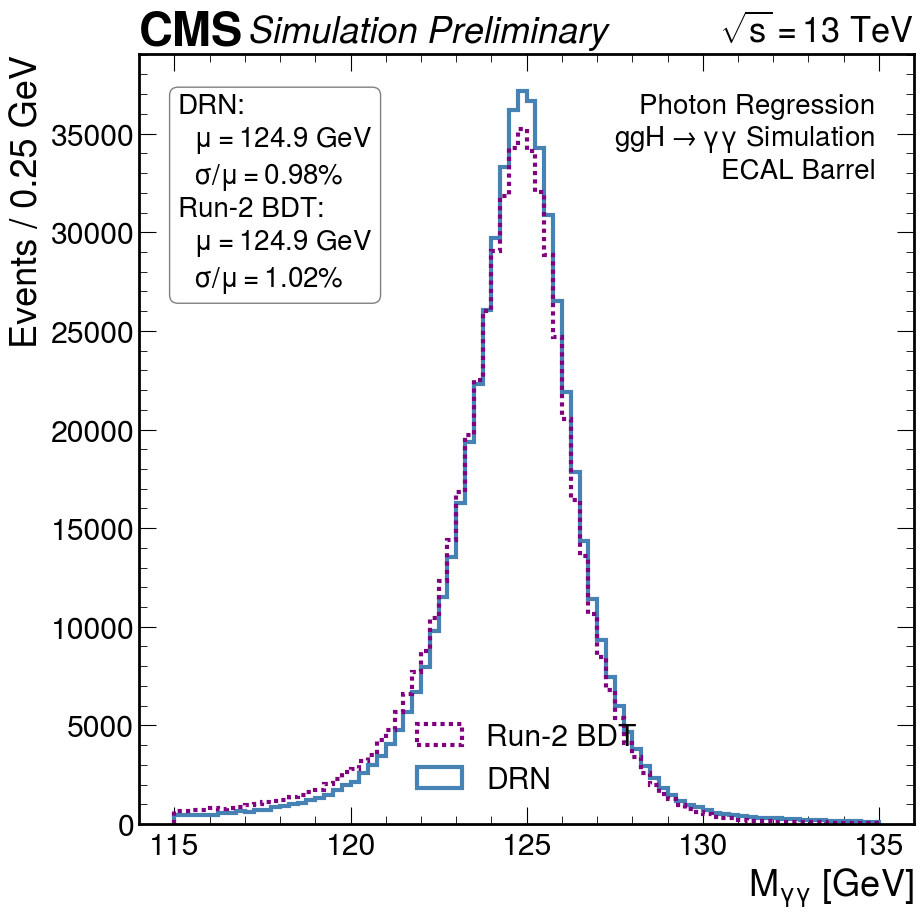 CMS Simulation Preliminary √s = 13 TeV
Events / 0.25 GeV
35000
30000
25000
20000
15000
10000
5000
0
DRN:
μ = 124.9 GeV
σ/μ = 0.98%
Run-2 BDT:
μ = 124.9 GeV
σ/μ = 1.02%
Photon Regression
ggH → γγ Simulation
ECAL Barrel
Run-2 BDT
DRN
115 120 125 130 135
Mγγ [GeV]